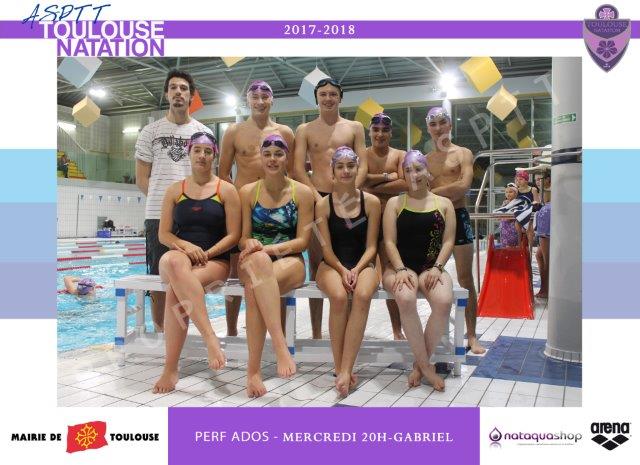 ASPTT
TOULOUSE
NATATION
2017-2018
TOULOUSE
NATATION
MAIRIE DE TOULOUSE
PERF ADOS - MERCREDI 20H-GABRIEL
nataquashop
arena